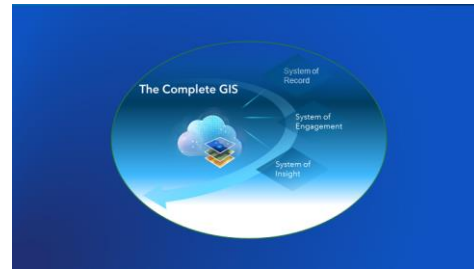 The Complete GIS
System of
Record
System of
Engagement
System of
Insight